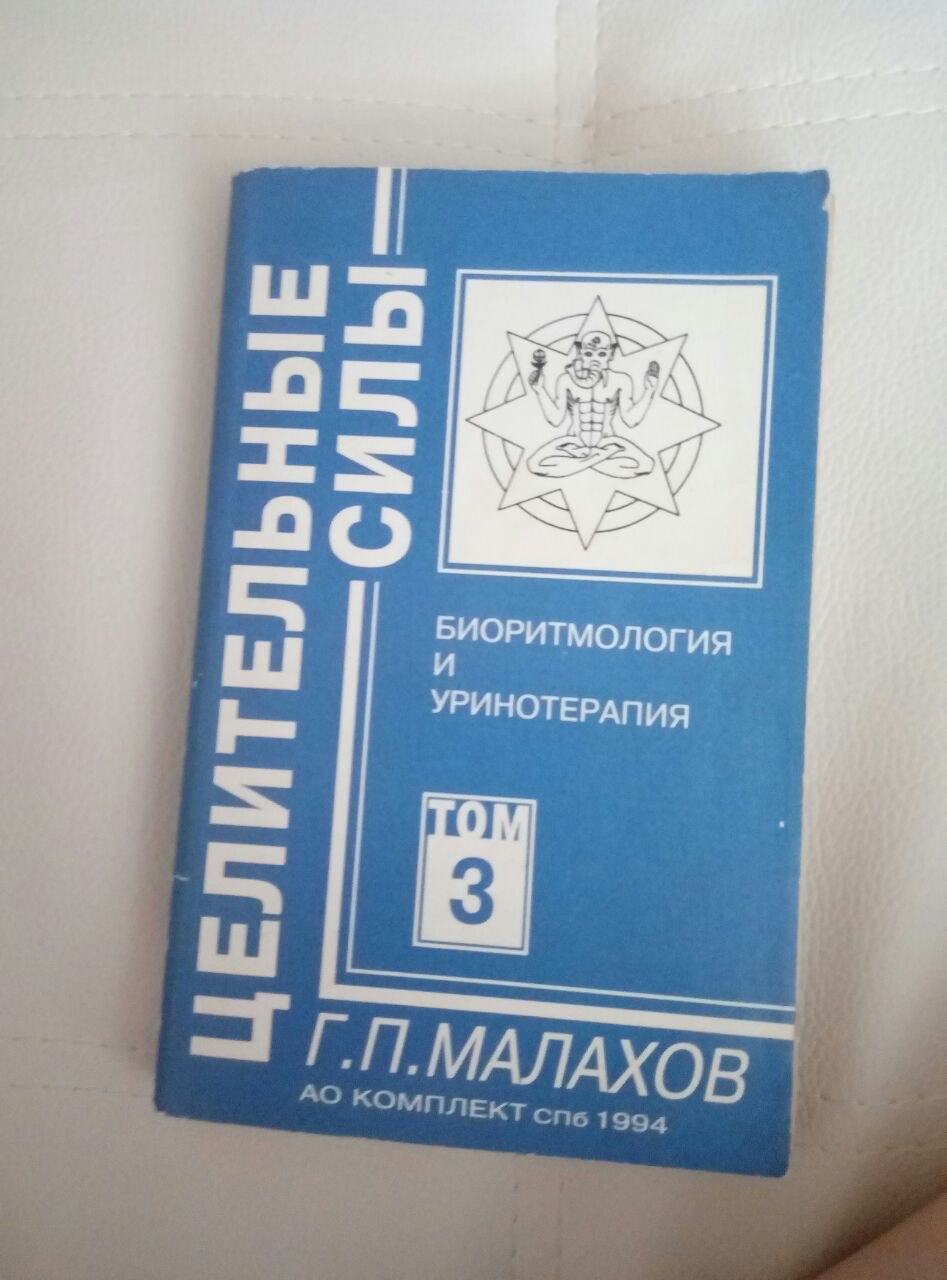 ЦЕЛИТЕЛЬНЫЕ
СИЛЫ
БИОРИТМОЛОГИЯ
И
УРИНОТЕРАПИЯ
ТОМ
3
Г.П.МАЛАХОВ
АО КОМПЛЕКТ СПб 1994